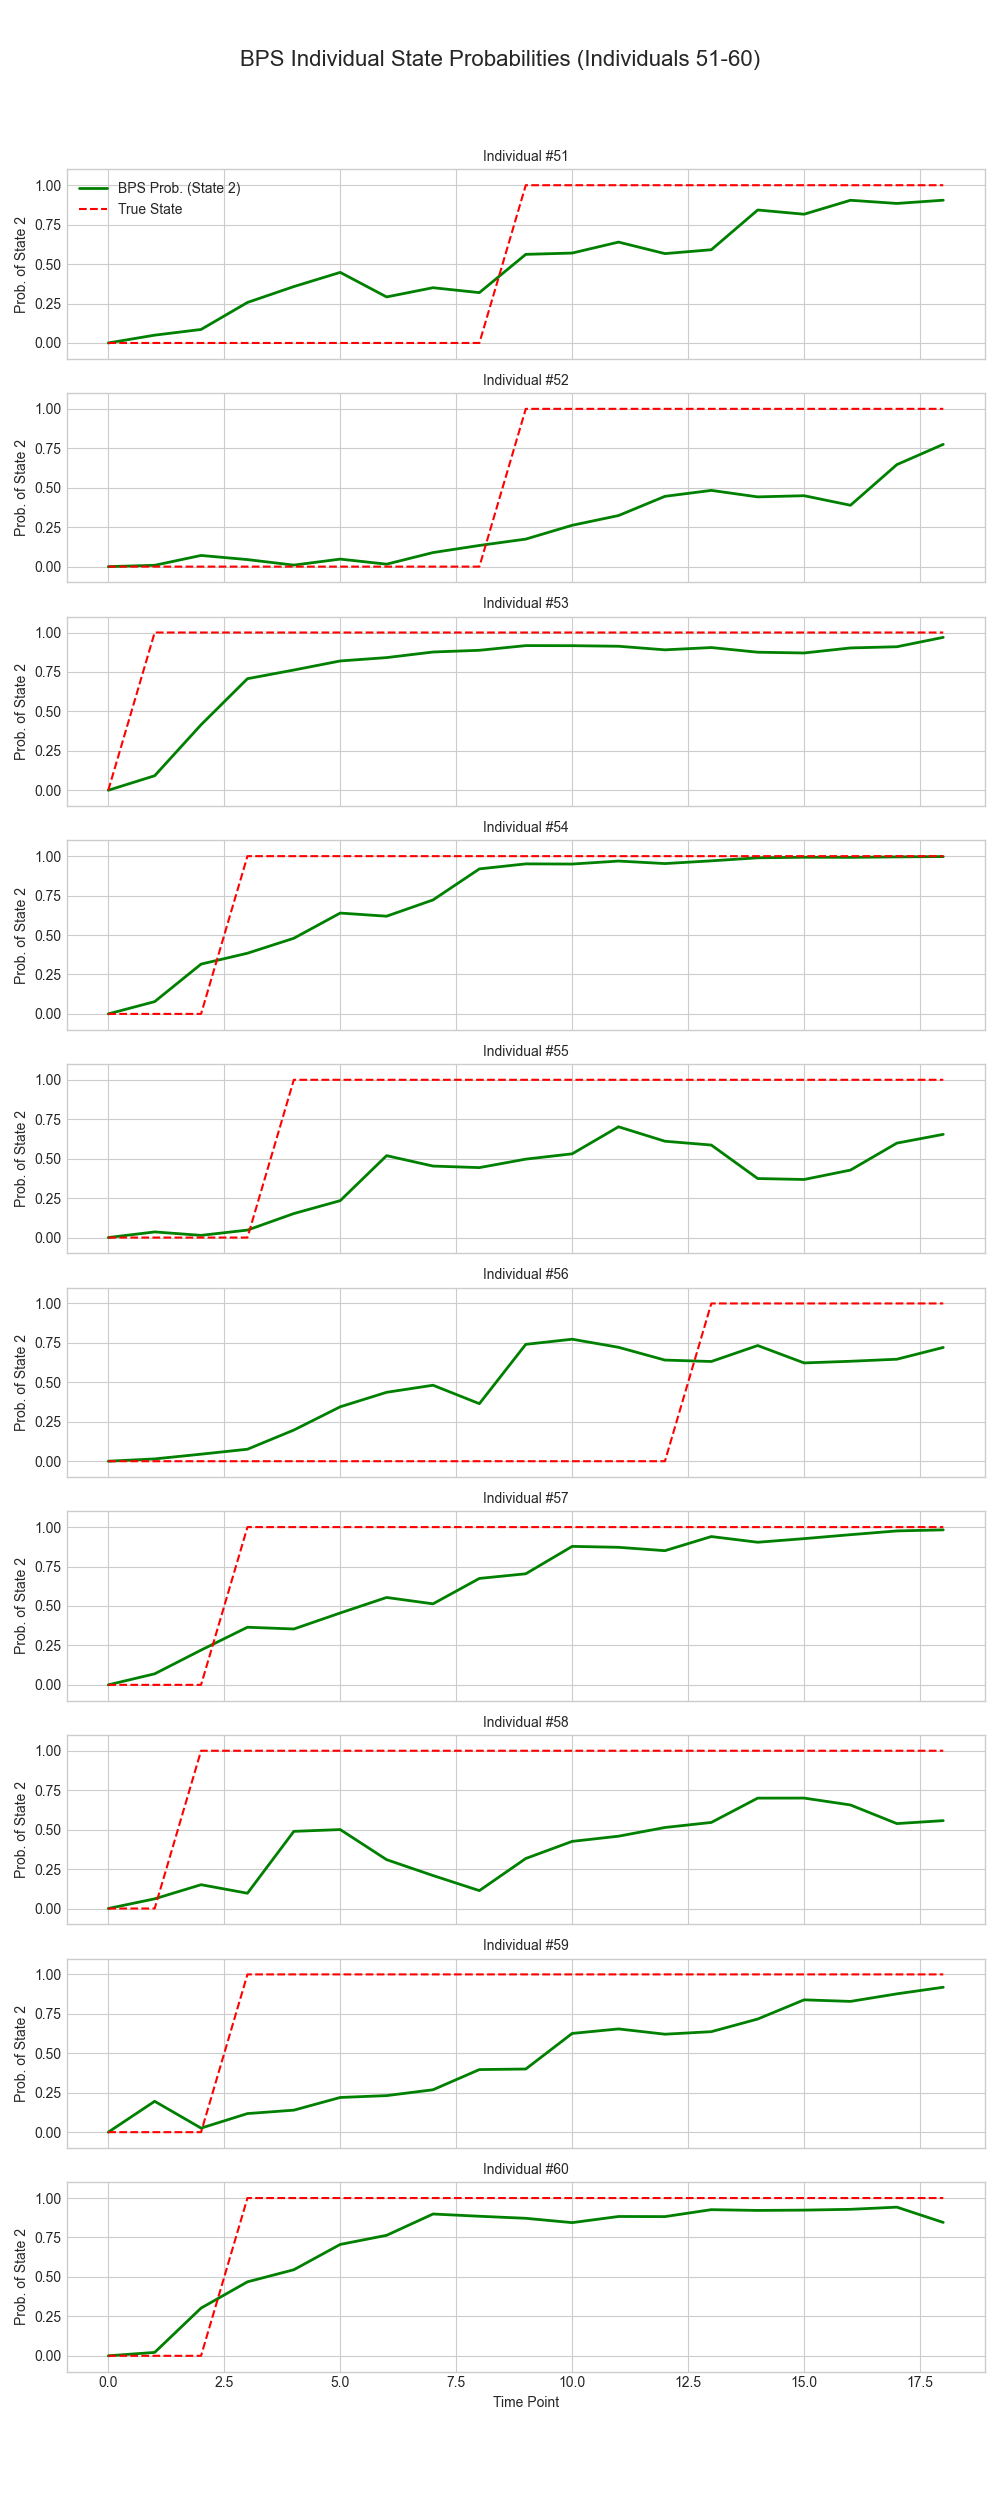 BPS Individual State Probabilities (Individuals 51-60)
Individual #51
BPS Prob. (State 2)
True State
Prob. of State 2
1.00
0.75
0.50
0.25
0.00
Individual #52
Prob. of State 2
1.00
0.75
0.50
0.25
0.00
Individual #53
Prob. of State 2
1.00
0.75
0.50
0.25
0.00
Individual #54
Prob. of State 2
1.00
0.75
0.50
0.25
0.00
Individual #55
Prob. of State 2
1.00
0.75
0.50
0.25
0.00
Individual #56
Prob. of State 2
1.00
0.75
0.50
0.25
0.00
Individual #57
Prob. of State 2
1.00
0.75
0.50
0.25
0.00
Individual #58
Prob. of State 2
1.00
0.75
0.50
0.25
0.00
Individual #59
Prob. of State 2
1.00
0.75
0.50
0.25
0.00
Individual #60
Prob. of State 2
1.00
0.75
0.50
0.25
0.00
0.0 2.5 5.0 7.5 10.0 12.5 15.0 17.5
Time Point